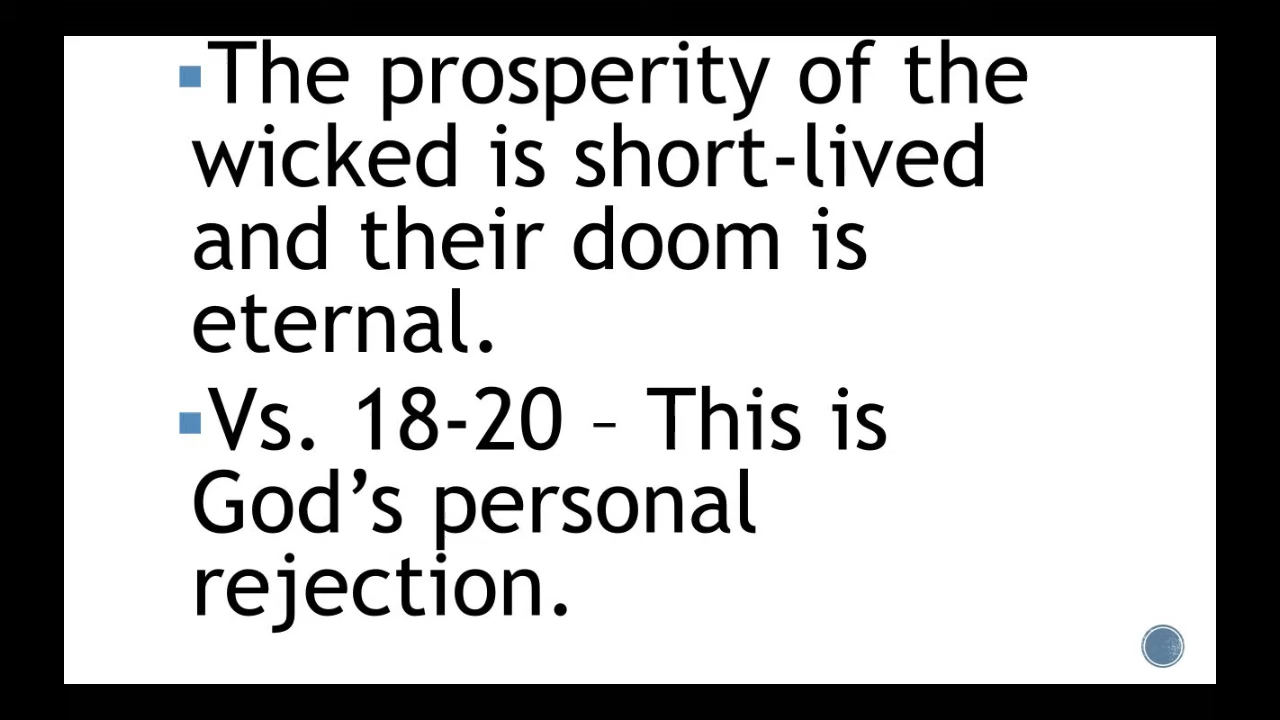 ▪The prosperity of the
wicked is short-lived
and their doom is
eternal.
▪Vs. 18-20 – This is
God’s personal
rejection.